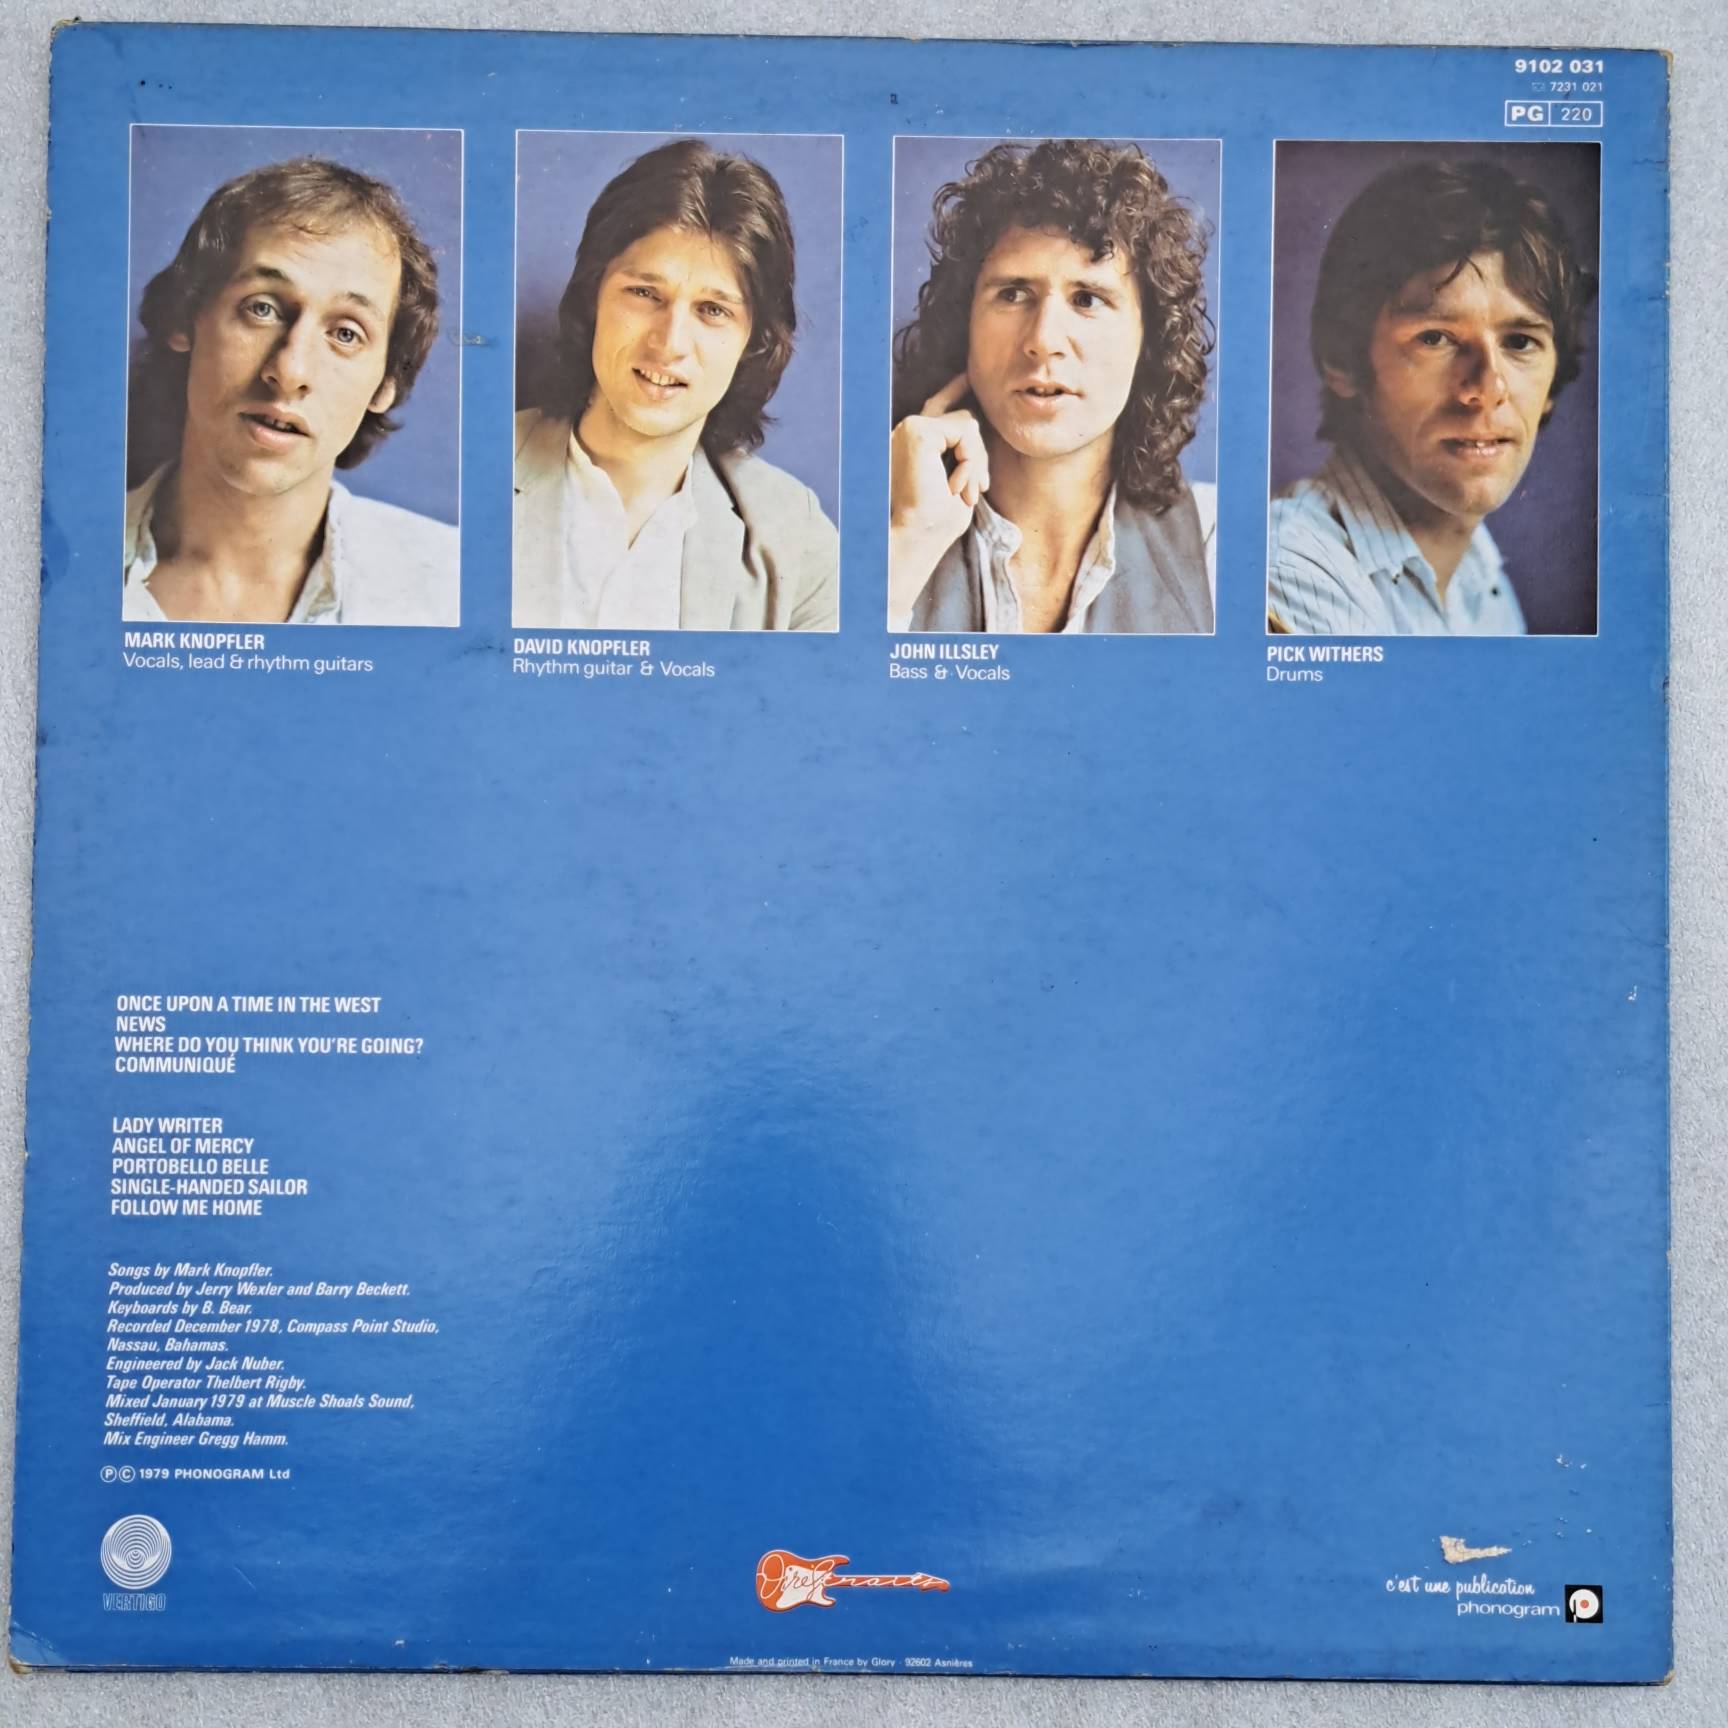 9102 031
7231 021
PG 220
MARK KNOPFLER
Vocals, lead & rhythm guitars
DAVID KNOPFLER
Rhythm guitar & Vocals
JOHN ILLSLEY
Bass & Vocals
PICK WITHERS
Drums
ONCE UPON A TIME IN THE WEST
NEWS
WHERE DO YOU THINK YOU'RE GOING?
COMMUNIQUÉ
LADY WRITER
ANGEL OF MERCY
PORTOBELLO BELLE
SINGLE-HANDED SAILOR
FOLLOW ME HOME
Songs by Mark Knopfler.
Produced by Jerry Wexler and Barry Beckett.
Keyboards by B. Bear.
Recorded December 1978, Compass Point Studio,
Nassau, Bahamas.
Engineered by Jack Nuber.
Tape Operator Thelbert Rigby.
Mixed January 1979 at Muscle Shoals Sound,
Sheffield, Alabama.
Mix Engineer Gregg Hamm.
Ⓟ Ⓒ 1979 PHONOGRAM Ltd
VERTIGO
Dire Straits
c'est une publication
phonogram
Made and printed in France by Glory - 92602 Asnières